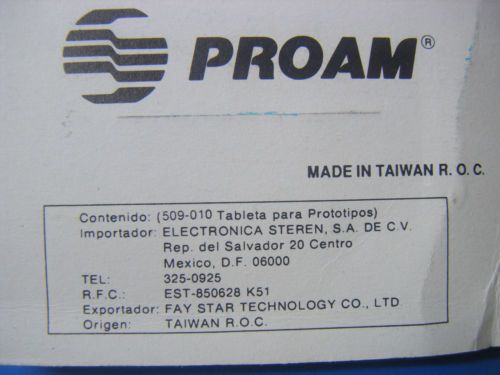 PROAM®
MADE IN TAIWAN R. O. C.
Contenido: (509-010 Tableta para Prototipos)
Importador: ELECTRONICA STEREN, S.A. DE C.V.
Rep. del Salvador 20 Centro
Mexico, D.F. 06000
TEL: 325-0925
R.F.C.: EST-850628 K51
Exportador: FAY STAR TECHNOLOGY CO., LTD
Origen: TAIWAN R.O.C.